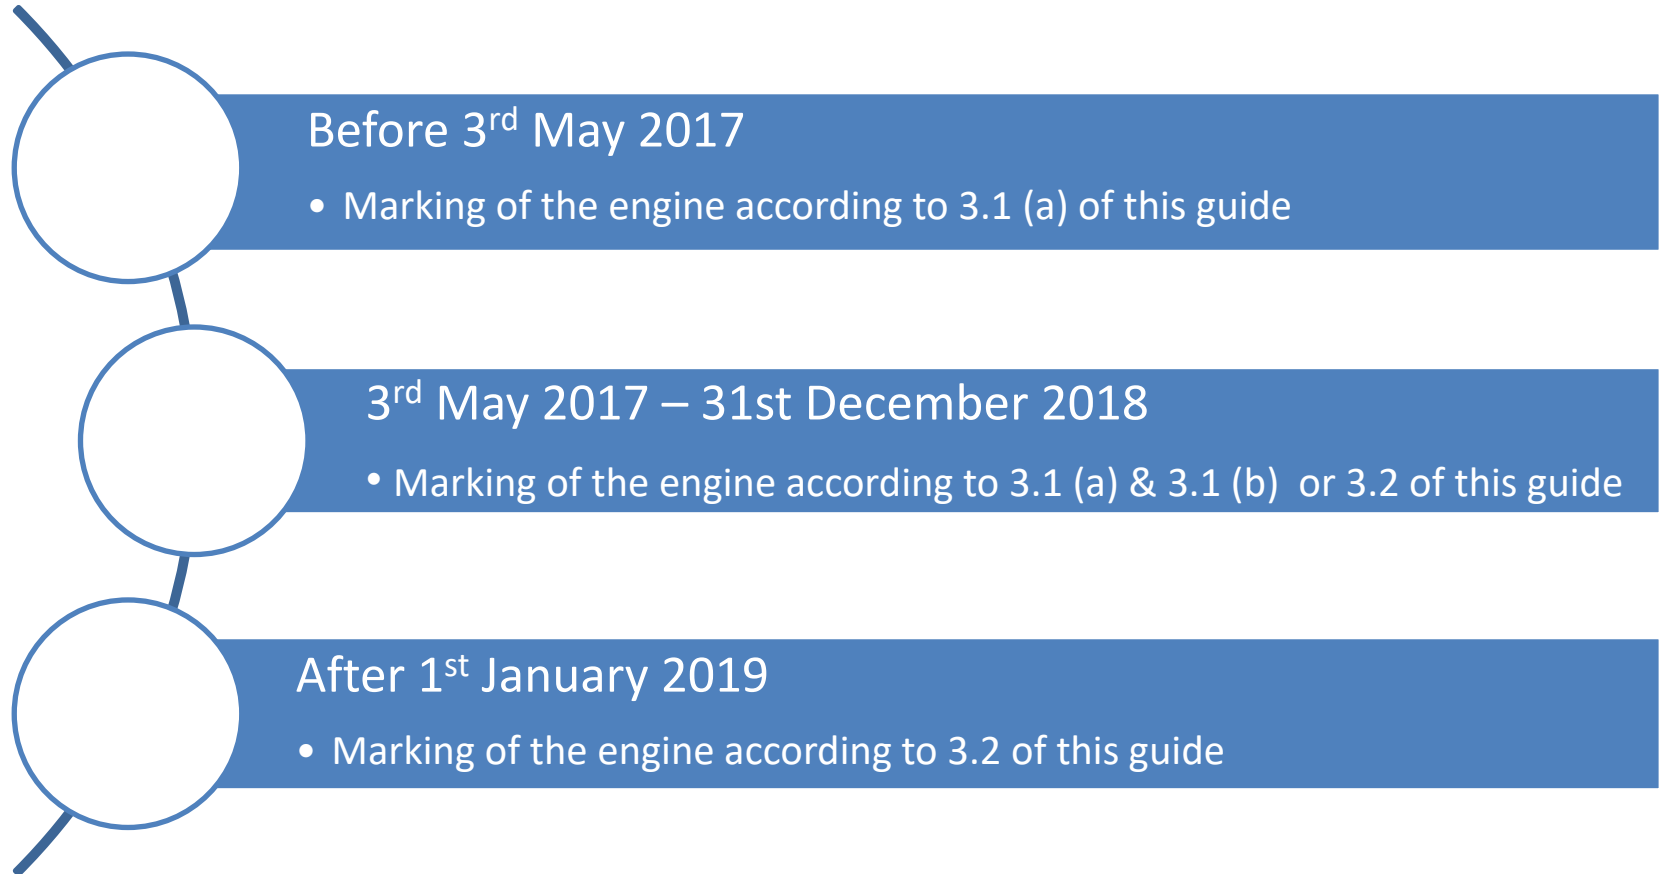 Before 3rd May 2017
• Marking of the engine according to 3.1 (a) of this guide
3rd May 2017 – 31st December 2018
• Marking of the engine according to 3.1 (a) & 3.1 (b)  or 3.2 of this guide
After 1st January 2019
• Marking of the engine according to 3.2 of this guide